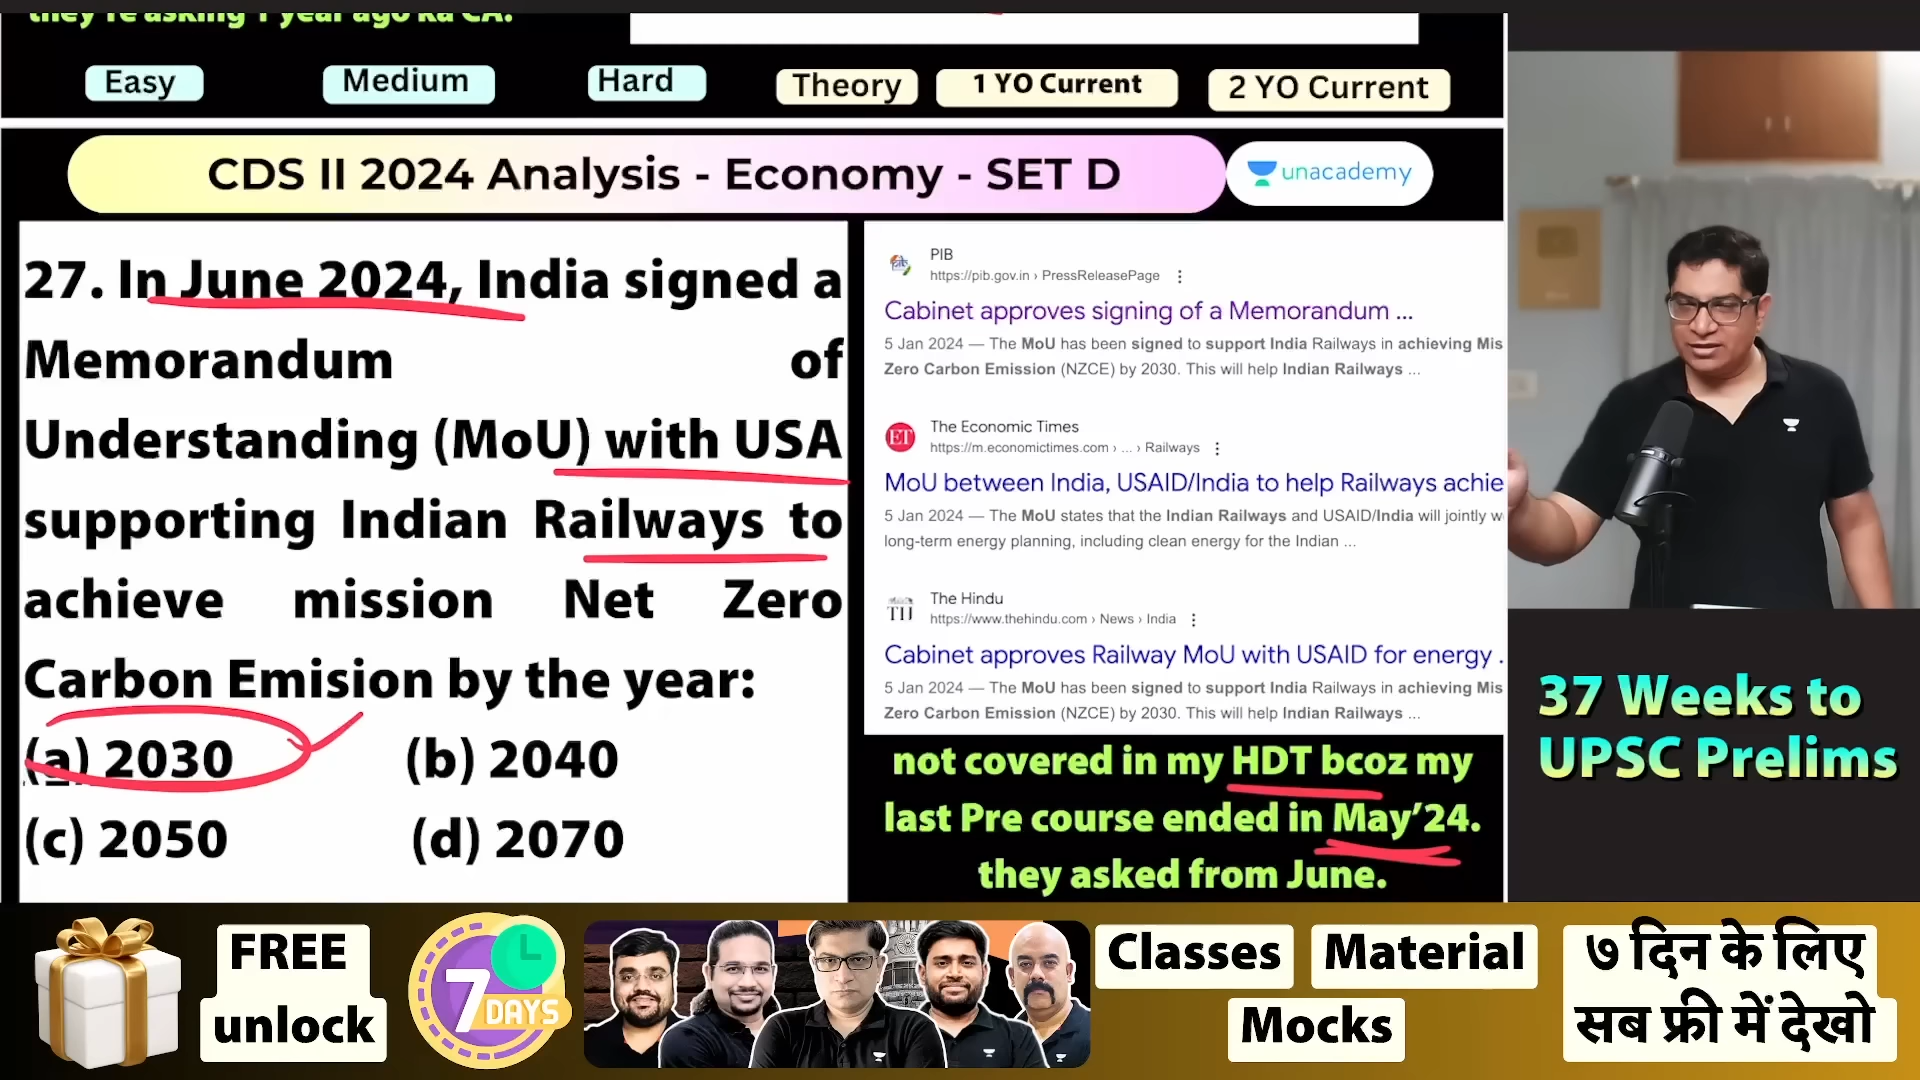 they're asking 1 year ago ka CA.
Easy Medium Hard Theory 1 YO Current 2 YO Current
CDS II 2024 Analysis - Economy - SET D
unacademy
27. In June 2024, India signed a
Memorandum of
Understanding (MoU) with USA
supporting Indian Railways to
achieve mission Net Zero
Carbon Emision by the year:
(a) 2030 (b) 2040
(c) 2050 (d) 2070
PIB
https://pib.gov.in › PressReleasePage
Cabinet approves signing of a Memorandum ...
5 Jan 2024 — The MoU has been signed to support India Railways in achieving Mis
Zero Carbon Emission (NZCE) by 2030. This will help Indian Railways ...
ET
The Economic Times
https://m.economictimes.com › ... › Railways
MoU between India, USAID/India to help Railways achie
5 Jan 2024 — The MoU states that the Indian Railways and USAID/India will jointly w
long-term energy planning, including clean energy for the Indian ...
TH
The Hindu
https://www.thehindu.com › News › India
Cabinet approves Railway MoU with USAID for energy .
5 Jan 2024 — The MoU has been signed to support India Railways in achieving Mis
Zero Carbon Emission (NZCE) by 2030. This will help Indian Railways ...
not covered in my HDT bcoz my
last Pre course ended in May'24.
they asked from June.
37 Weeks to
UPSC Prelims
FREE
unlock
7 DAYS
Classes Material
Mocks
७ दिन के लिए
सब फ्री में देखो